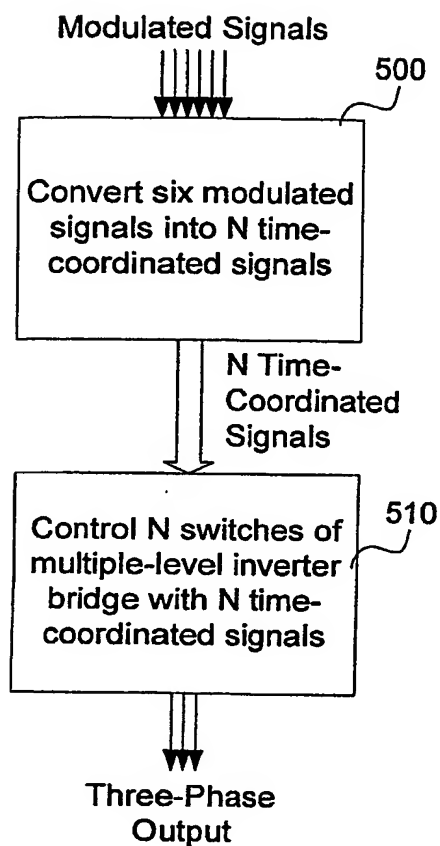 Modulated Signals
500
Convert six modulated
signals into N time-
coordinated signals
N Time-
Coordinated
Signals
510
Control N switches of
multiple-level inverter
bridge with N time-
coordinated signals
Three-Phase
Output